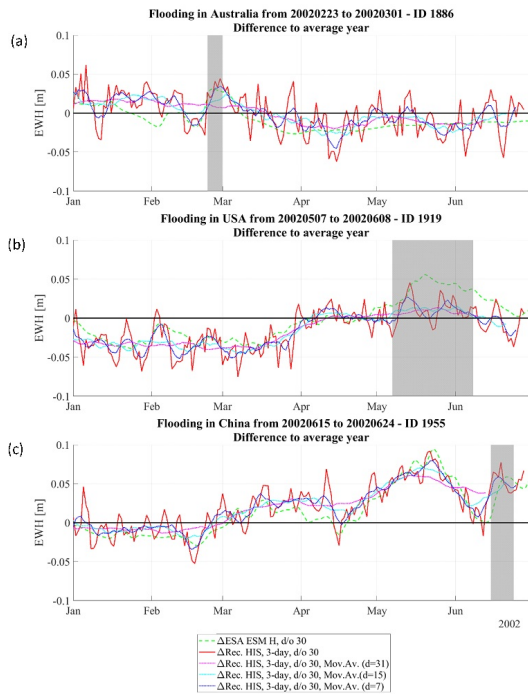 Flooding in Australia from 20020223 to 20020301 - ID 1886
(a)
Difference to average year
0.1
0.05
0
-0.05
-0.1
EWH [m]
Jan Feb Mar Apr May Jun
Flooding in USA from 20020507 to 20020608 - ID 1919
(b)
Difference to average year
0.1
0.05
0
-0.05
-0.1
EWH [m]
Jan Feb Mar Apr May Jun
Flooding in China from 20020615 to 20020624 - ID 1955
(c)
Difference to average year
0.1
0.05
0
-0.05
-0.1
EWH [m]
Jan Feb Mar Apr May Jun
2002
ΔESA ESM H, d/o 30
ΔRec. HIS, 3-day, d/o 30
ΔRec. HIS, 3-day, d/o 30, Mov.Av. (d=31)
ΔRec. HIS, 3-day, d/o 30, Mov.Av.(d=15)
ΔRec. HIS, 3-day, d/o 30, Mov.Av. (d=7)